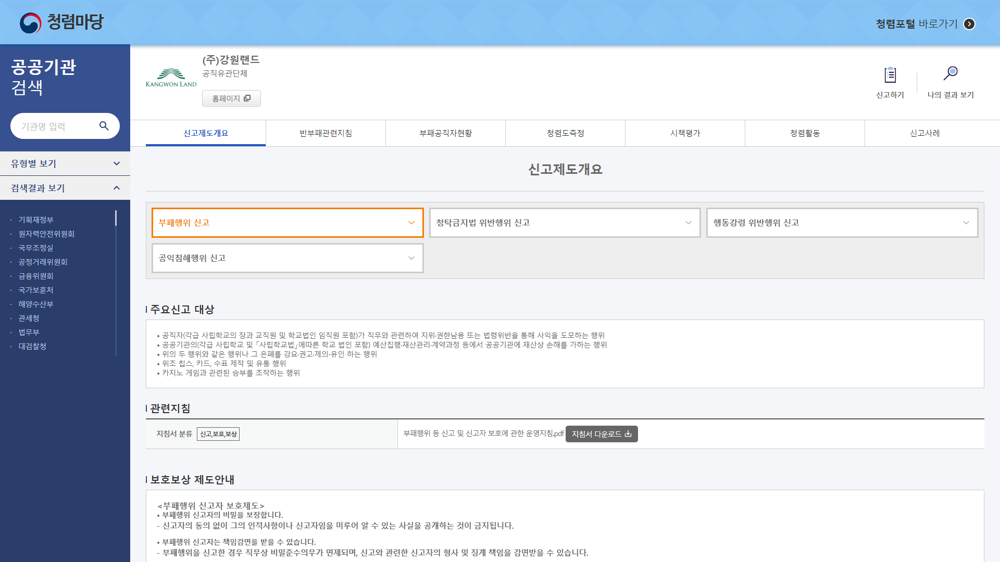 청렴마당
청렴포털 바로가기
공공기관
검색
기관명 입력
유형별 보기
검색결과 보기
· 기획재정부
· 원자력안전위원회
· 국무조정실
· 공정거래위원회
· 금융위원회
· 국가보훈처
· 해양수산부
· 관세청
· 법무부
· 대검찰청
KANGWON LAND
(주)강원랜드
공직유관단체
홈페이지
신고하기
나의 결과 보기
신고제도개요
반부패관련지침
부패공직자현황
청렴도측정
시책평가
청렴활동
신고사례
신고제도개요
부패행위 신고
청탁금지법 위반행위 신고
행동강령 위반행위 신고
공익침해행위 신고
주요신고 대상
• 공직자(각급 사립학교의 장과 교직원 및 학교법인 임직원 포함)가 직무와 관련하여 지위·권한남용 또는 법령위반을 통해 사익을 도모하는 행위
• 공공기관의(각급 사립학교 및 「사립학교법」에따른 학교 법인 포함) 예산집행·재산관리·계약과정 등에서 공공기관에 재산상 손해를 가하는 행위
• 위의 두 행위와 같은 행위나 그 은폐를 강요·권고·제의·유인 하는 행위
• 위조 칩스, 카드, 수표 제작 및 유통 행위
• 카지노 게임과 관련된 승부를 조작하는 행위
관련지침
지침서 분류 신고,보호,보상
부패행위 등 신고 및 신고자 보호에 관한 운영지침.pdf 지침서 다운로드
보호보상 제도안내
<부패행위 신고자 보호제도>
• 부패행위 신고자의 비밀을 보장합니다.
- 신고자의 동의 없이 그의 인적사항이나 신고자임을 미루어 알 수 있는 사실을 공개하는 것이 금지됩니다.
• 부패행위 신고자는 책임감면을 받을 수 있습니다.
- 부패행위를 신고한 경우 직무상 비밀준수의무가 면제되며, 신고와 관련한 신고자의 형사 및 징계 책임을 감면받을 수 있습니다.